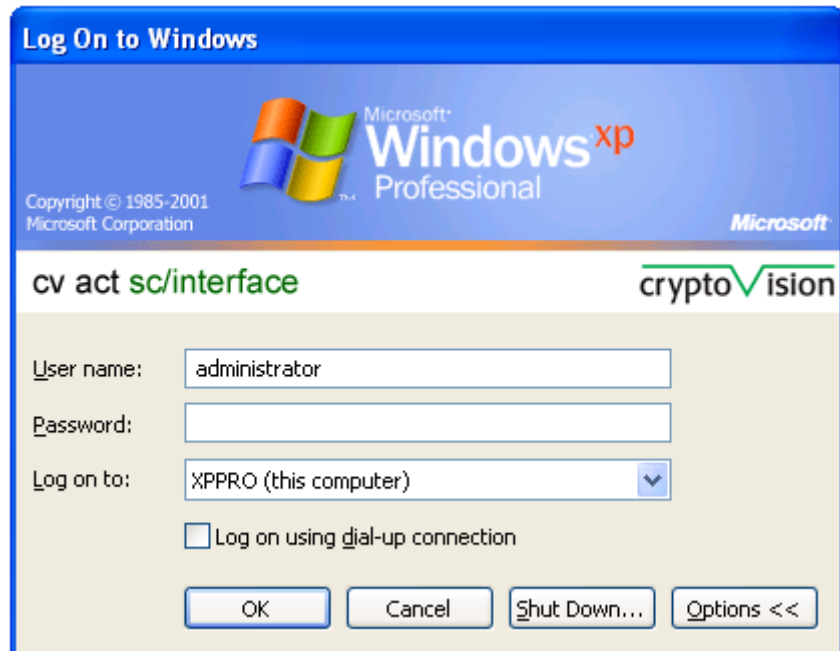 Log On to Windows
Microsoft®
Windows xp
Professional
TM
Copyright © 1985-2001
Microsoft Corporation
Microsoft®
cv act sc/interface
cryptovision
User name: administrator
Password:
Log on to: XPPRO (this computer)
Log on using dial-up connection
OK Cancel Shut Down... Options <<